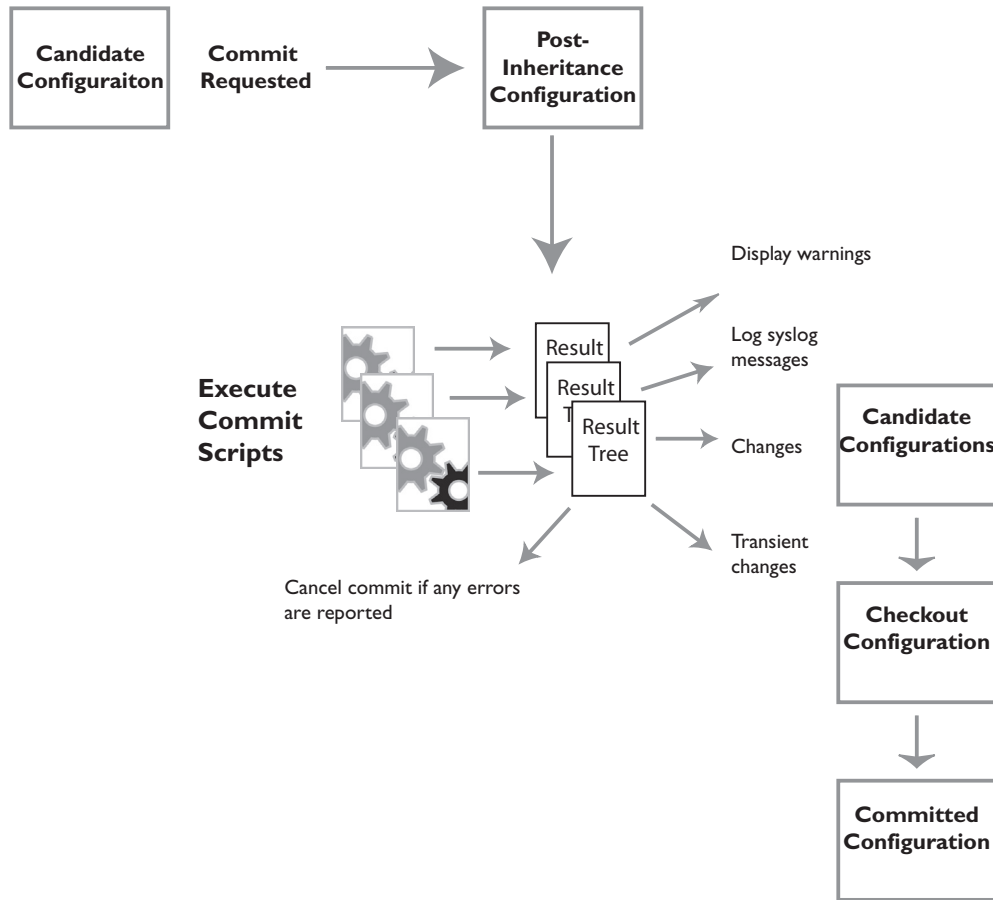 Candidate
Configuraiton
Commit
Requested
Post-
Inheritance
Configuration
Display warnings
Log syslog
messages
Result
Result
T
Result
Tree
Execute
Commit
Scripts
Changes
Transient
changes
Cancel commit if any errors
are reported
Candidate
Configurations
Checkout
Configuration
Committed
Configuration